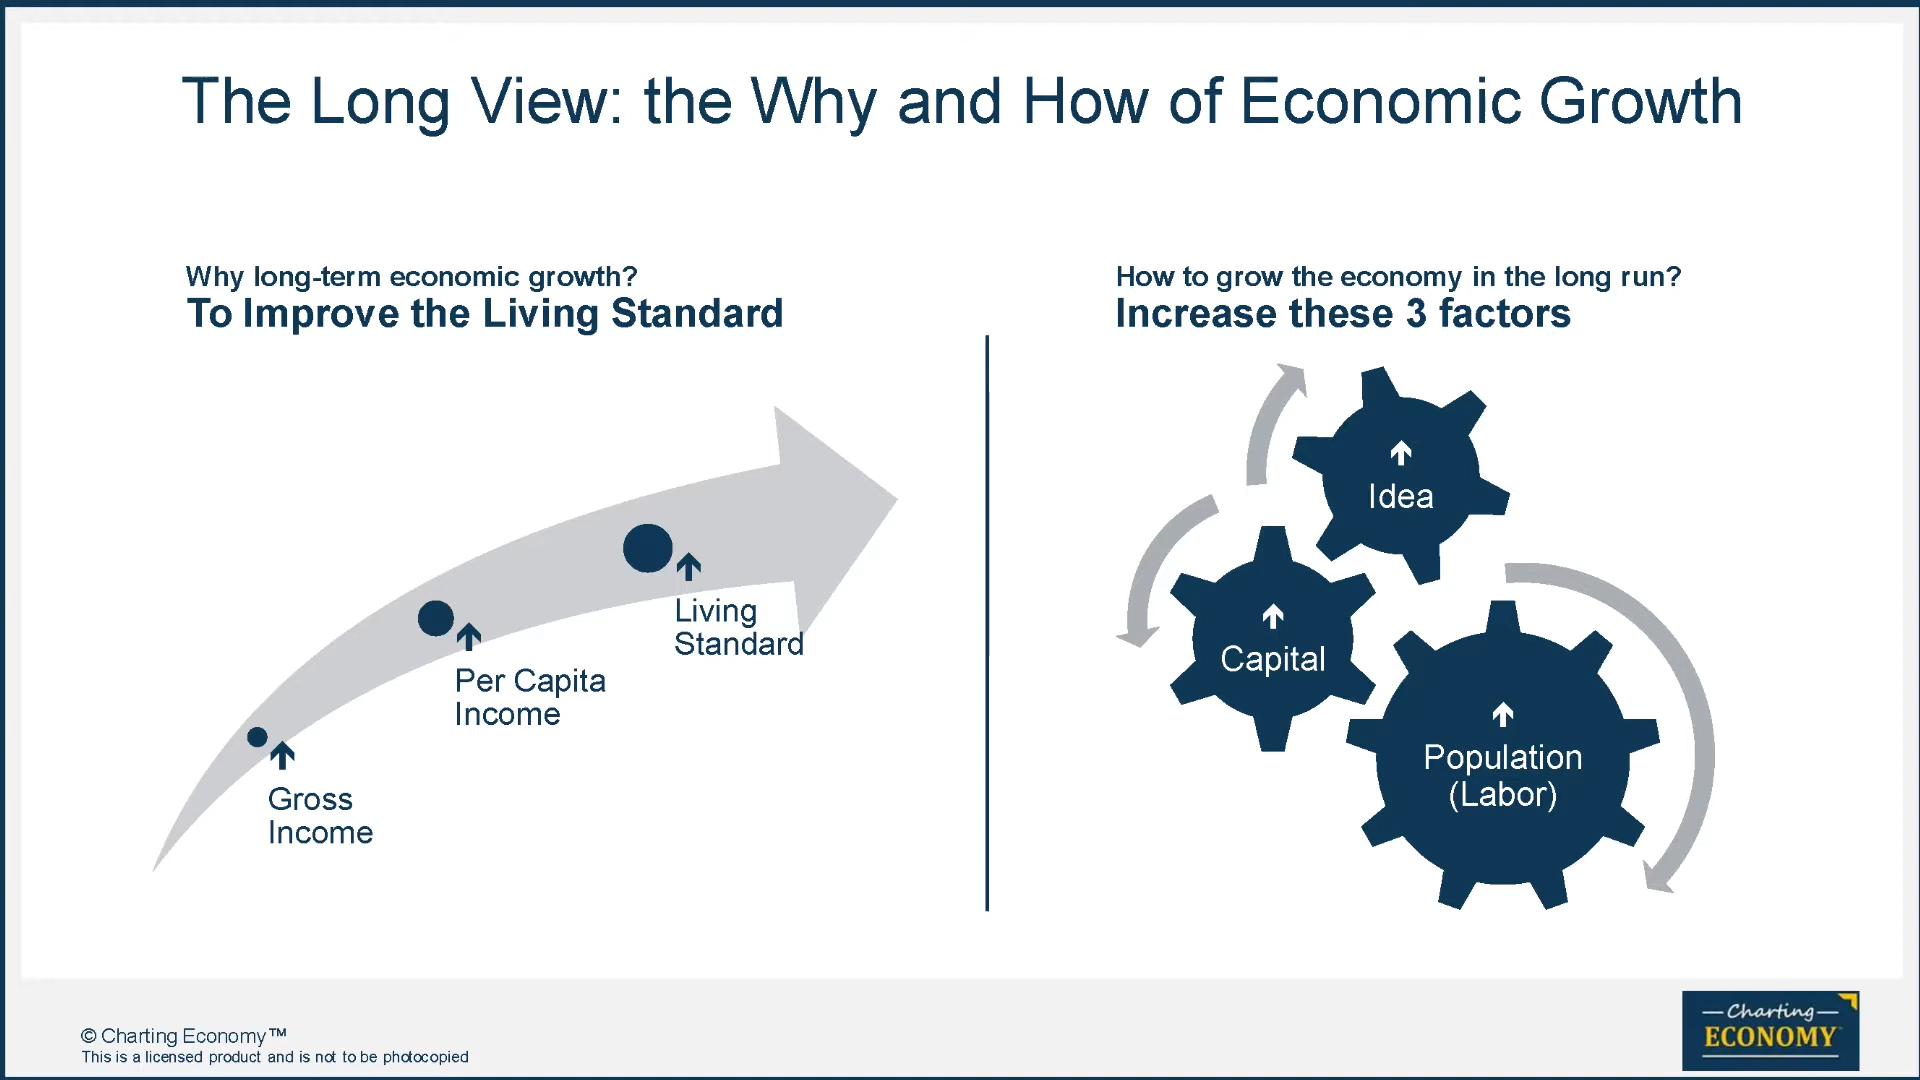 The Long View: the Why and How of Economic Growth
Why long-term economic growth?
To Improve the Living Standard
Living
Standard
Per Capita
Income
Gross
Income
How to grow the economy in the long run?
Increase these 3 factors
Idea
Capital
Population
(Labor)
© Charting Economy™
This is a licensed product and is not to be photocopied
Charting
ECONOMY